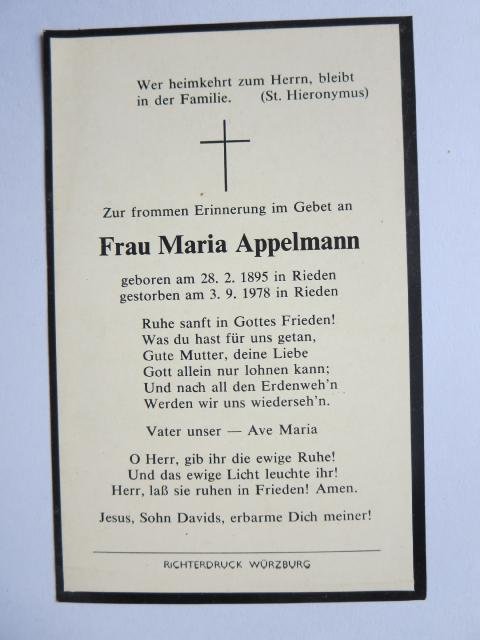 Wer heimkehrt zum Herrn, bleibt
in der Familie. (St. Hieronymus)
Zur frommen Erinnerung im Gebet an
Frau Maria Appelmann
geboren am 28. 2. 1895 in Rieden
gestorben am 3. 9. 1978 in Rieden
Ruhe sanft in Gottes Frieden!
Was du hast für uns getan,
Gute Mutter, deine Liebe
Gott allein nur lohnen kann;
Und nach all den Erdenweh'n
Werden wir uns wiederseh'n.
Vater unser — Ave Maria
O Herr, gib ihr die ewige Ruhe!
Und das ewige Licht leuchte ihr!
Herr, laß sie ruhen in Frieden! Amen.
Jesus, Sohn Davids, erbarme Dich meiner!
RICHTERDRUCK WÜRZBURG